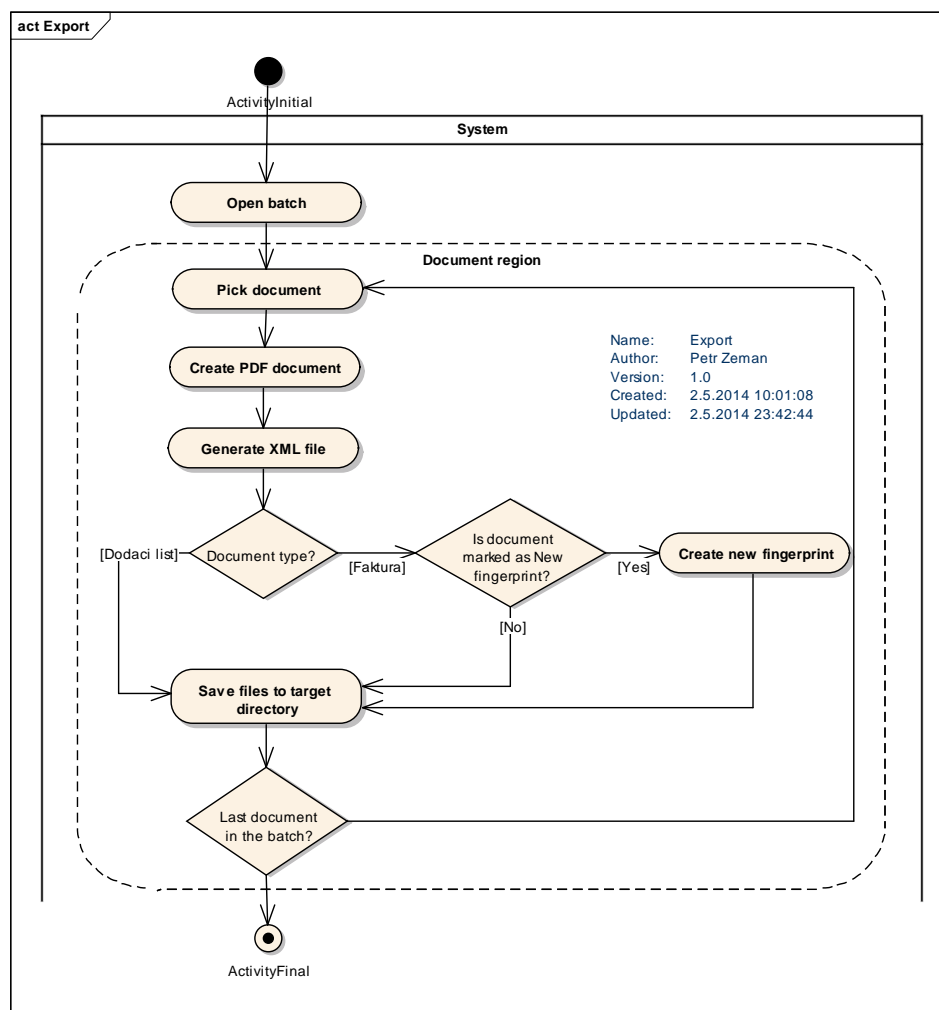 act Export
ActivityInitial
System
Open batch
Document region
Pick document
Name: Export
Author: Petr Zeman
Version: 1.0
Created: 2.5.2014 10:01:08
Updated: 2.5.2014 23:42:44
Create PDF document
Generate XML file
[Dodaci list]
Document type?
[Faktura]
Is document
marked as New
fingerprint?
[Yes]
Create new fingerprint
[No]
Save files to target
directory
Last document
in the batch?
ActivityFinal